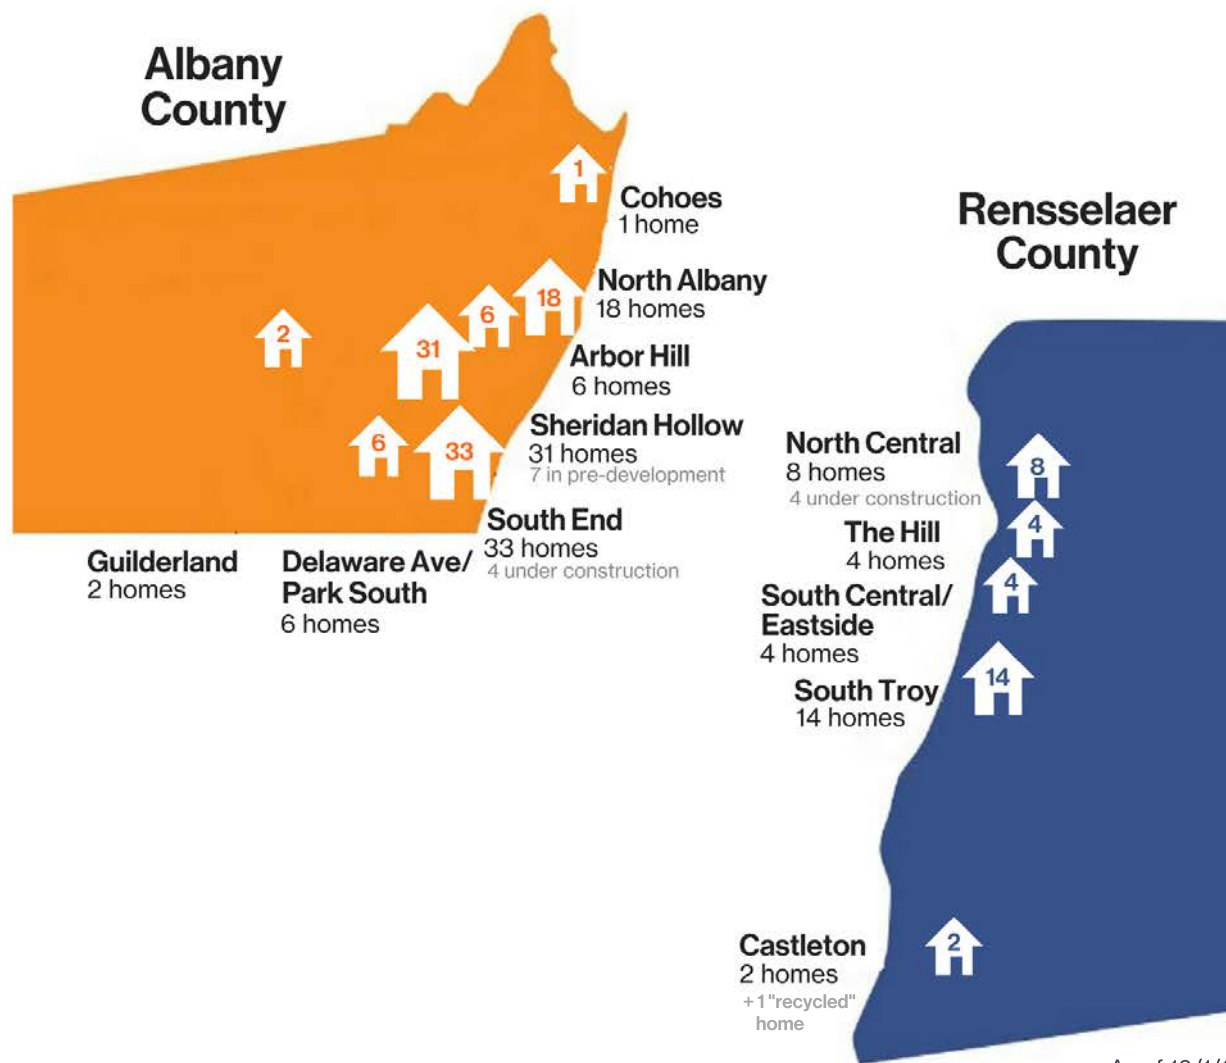 Albany
County
1
Cohoes
1 home
18
North Albany
18 homes
6
Arbor Hill
6 homes
2
31
Sheridan Hollow
31 homes
7 in pre-development
6
33
South End
33 homes
4 under construction
Guilderland
2 homes
Delaware Ave/
Park South
6 homes
Rensselaer
County
North Central
8 homes
4 under construction
8
The Hill
4 homes
4
South Central/
Eastside
4 homes
4
South Troy
14 homes
14
Castleton
2 homes
+1 "recycled"
home
2
As of